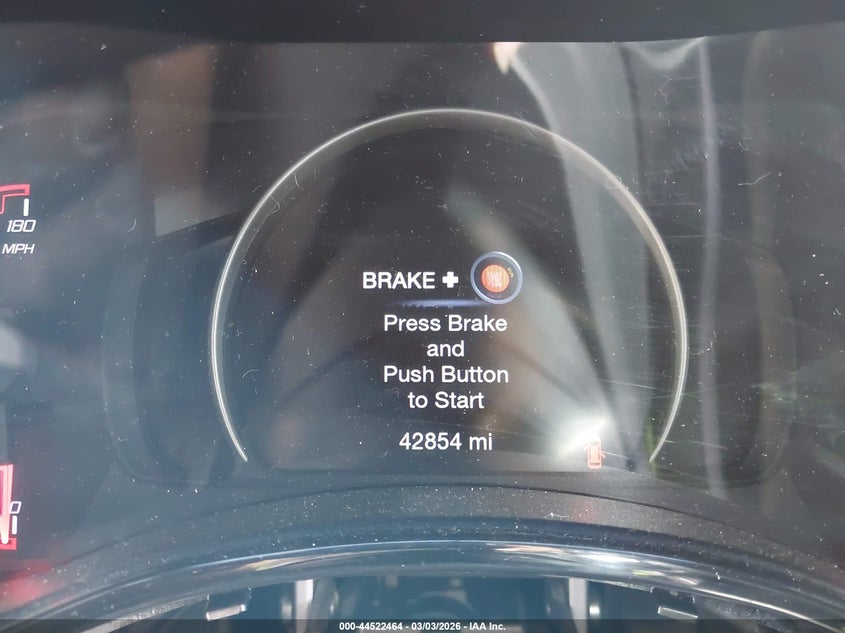 180
MPH
BRAKE +
Press Brake
and
Push Button
to Start
42854 mi
000-44522464 - 03/03/2026 - IAA Inc.